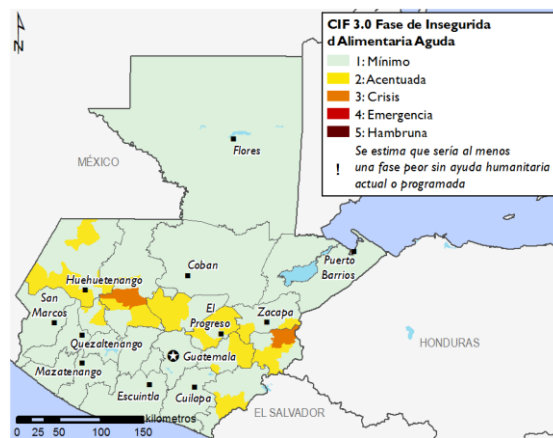 N
CIF 3.0 Fase de Insegurida
d Alimentaria Aguda
1: Mínimo
2: Acentuada
3: Crisis
4: Emergencia
5: Hambruna
Se estima que sería al menos
! una fase peor sin ayuda humanitaria
actual o programada
Flores
MÉXICO
Puerto
Barrios
Coban
Huehuetenango
San
Marcos
El
Progreso
Zacapa
Quezaltenango
Guatemala
HONDURAS
Mazatenango
Escuintla
Cuilapa
EL SALVADOR
kilometros
0 25 50 100 150